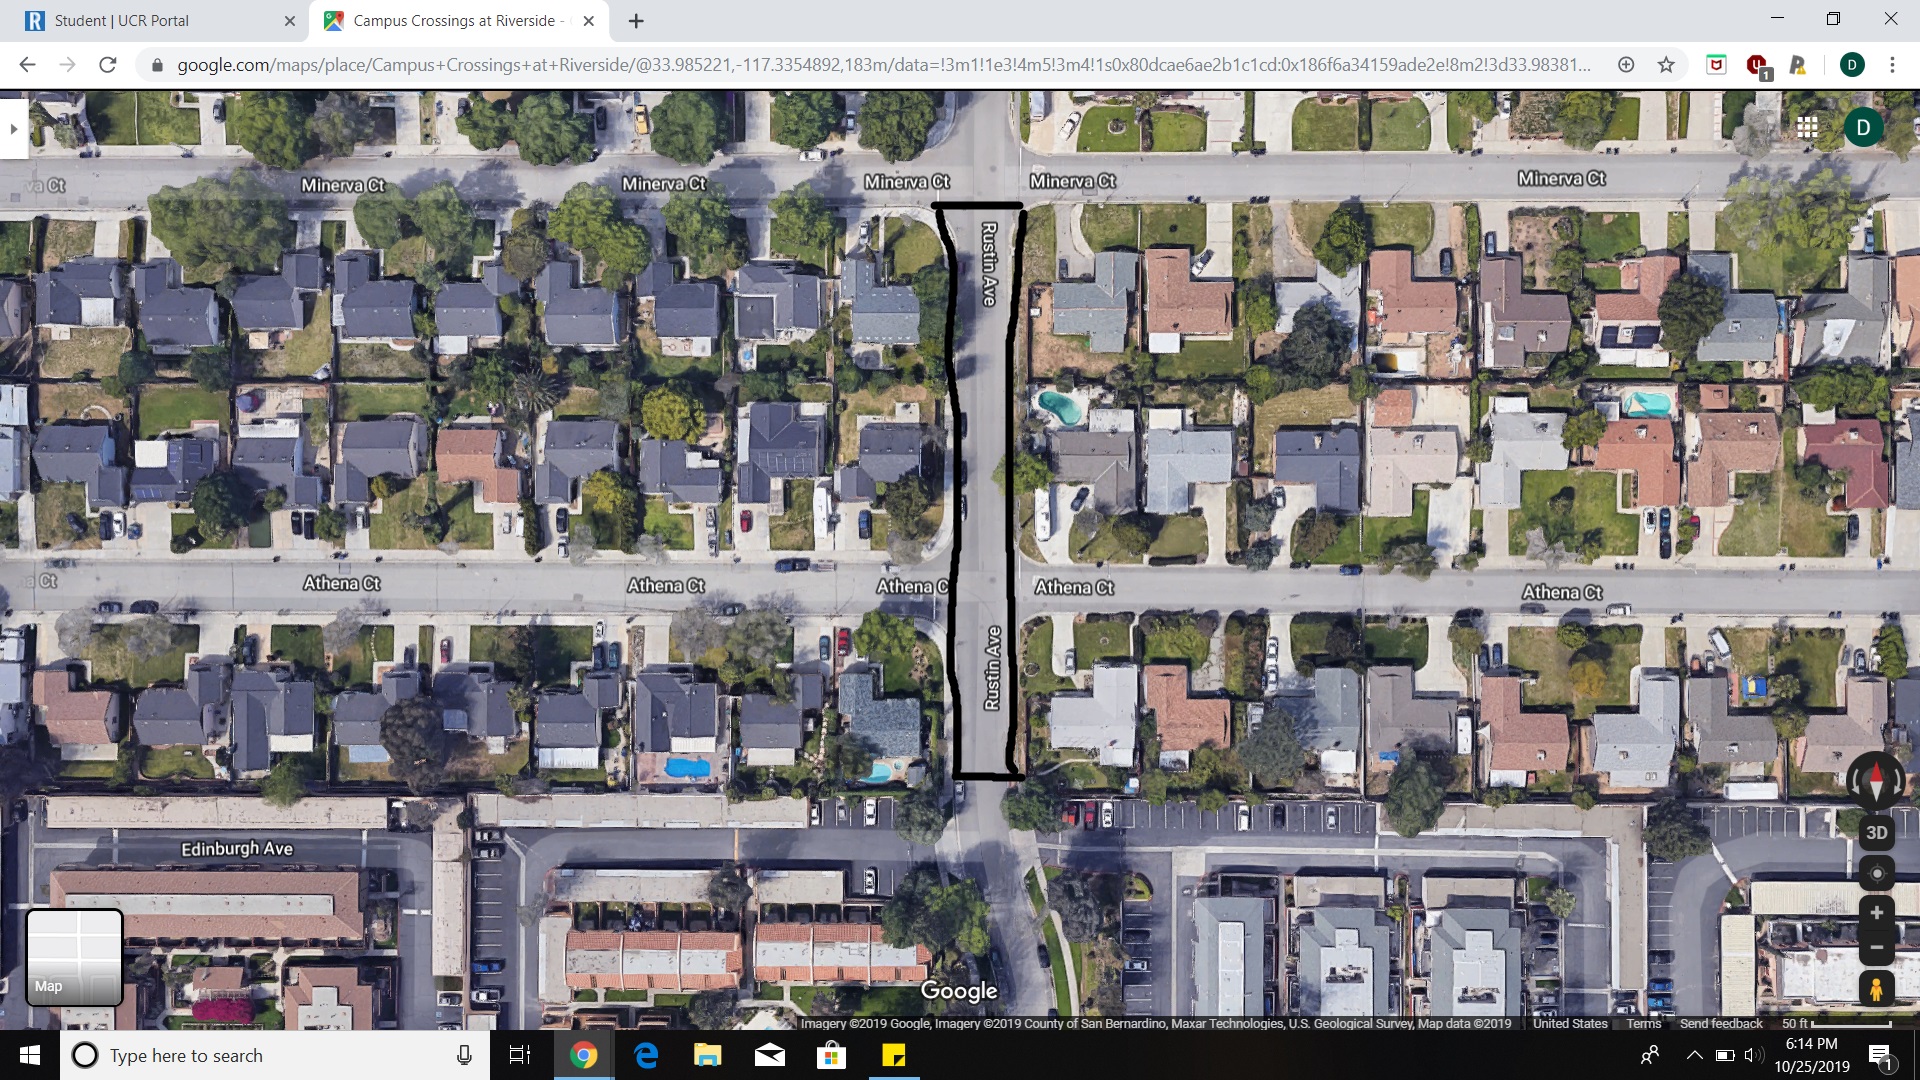 Student | UCR Portal
Campus Crossings at Riverside -
google.com/maps/place/Campus+Crossings+at+Riverside/@33.985221,-117.3354892,183m/data=!3m1!1e3!4m5!3m4!1s0x80dcae6ae2b1c1cd:0x186f6a34159ade2e!8m2!3d33.98381...
1
D
D
va Ct
Minerva Ct
Minerva Ct
Minerva Ct
Minerva Ct
Minerva Ct
Rustin Ave
a Ct
Athena Ct
Athena Ct
Athena C
Athena Ct
Athena Ct
Rustin Ave
3D
Edinburgh Ave
Map
Google
Imagery ©2019 Google, Imagery ©2019 County of San Bernardino, Maxar Technologies, U.S. Geological Survey, Map data ©2019
United States
Terms
Send feedback
50 ft
Type here to search
6:14 PM
10/25/2019
1